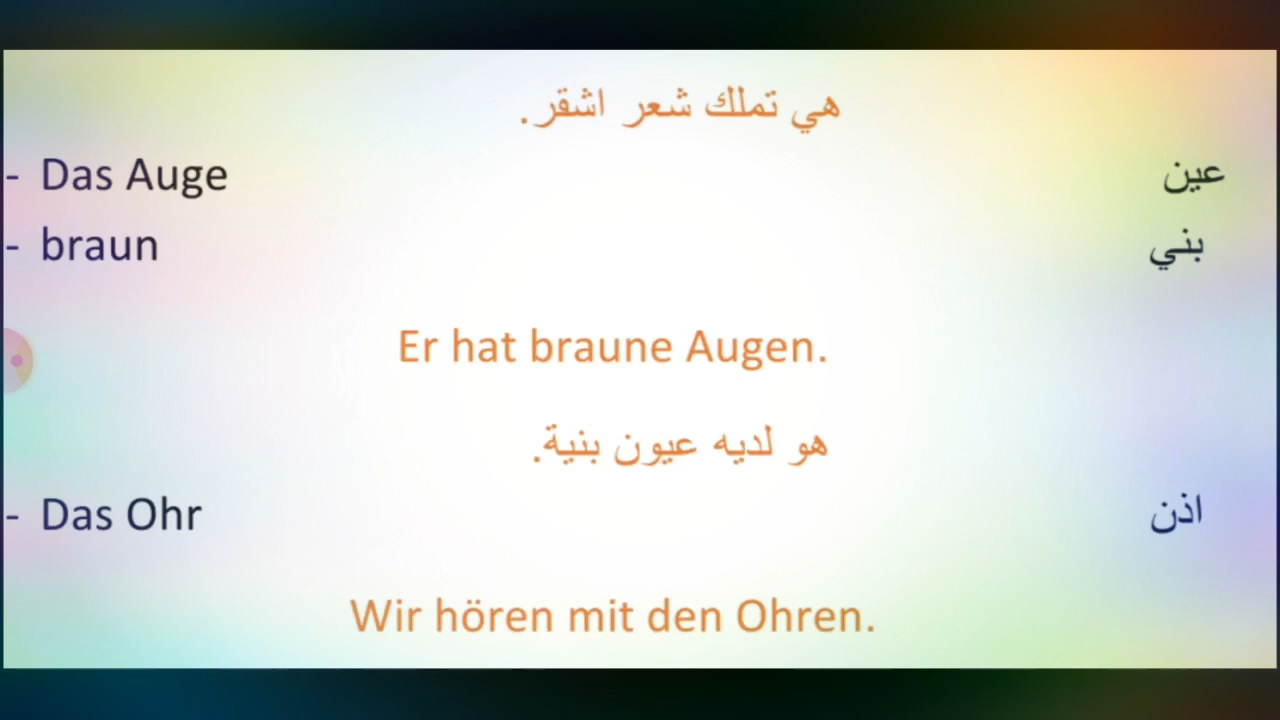 هي تملك شعر اشقر.
- Das Auge عين
- braun بني
Er hat braune Augen.
هو لديه عيون بنية.
- Das Ohr اذن
Wir hören mit den Ohren.